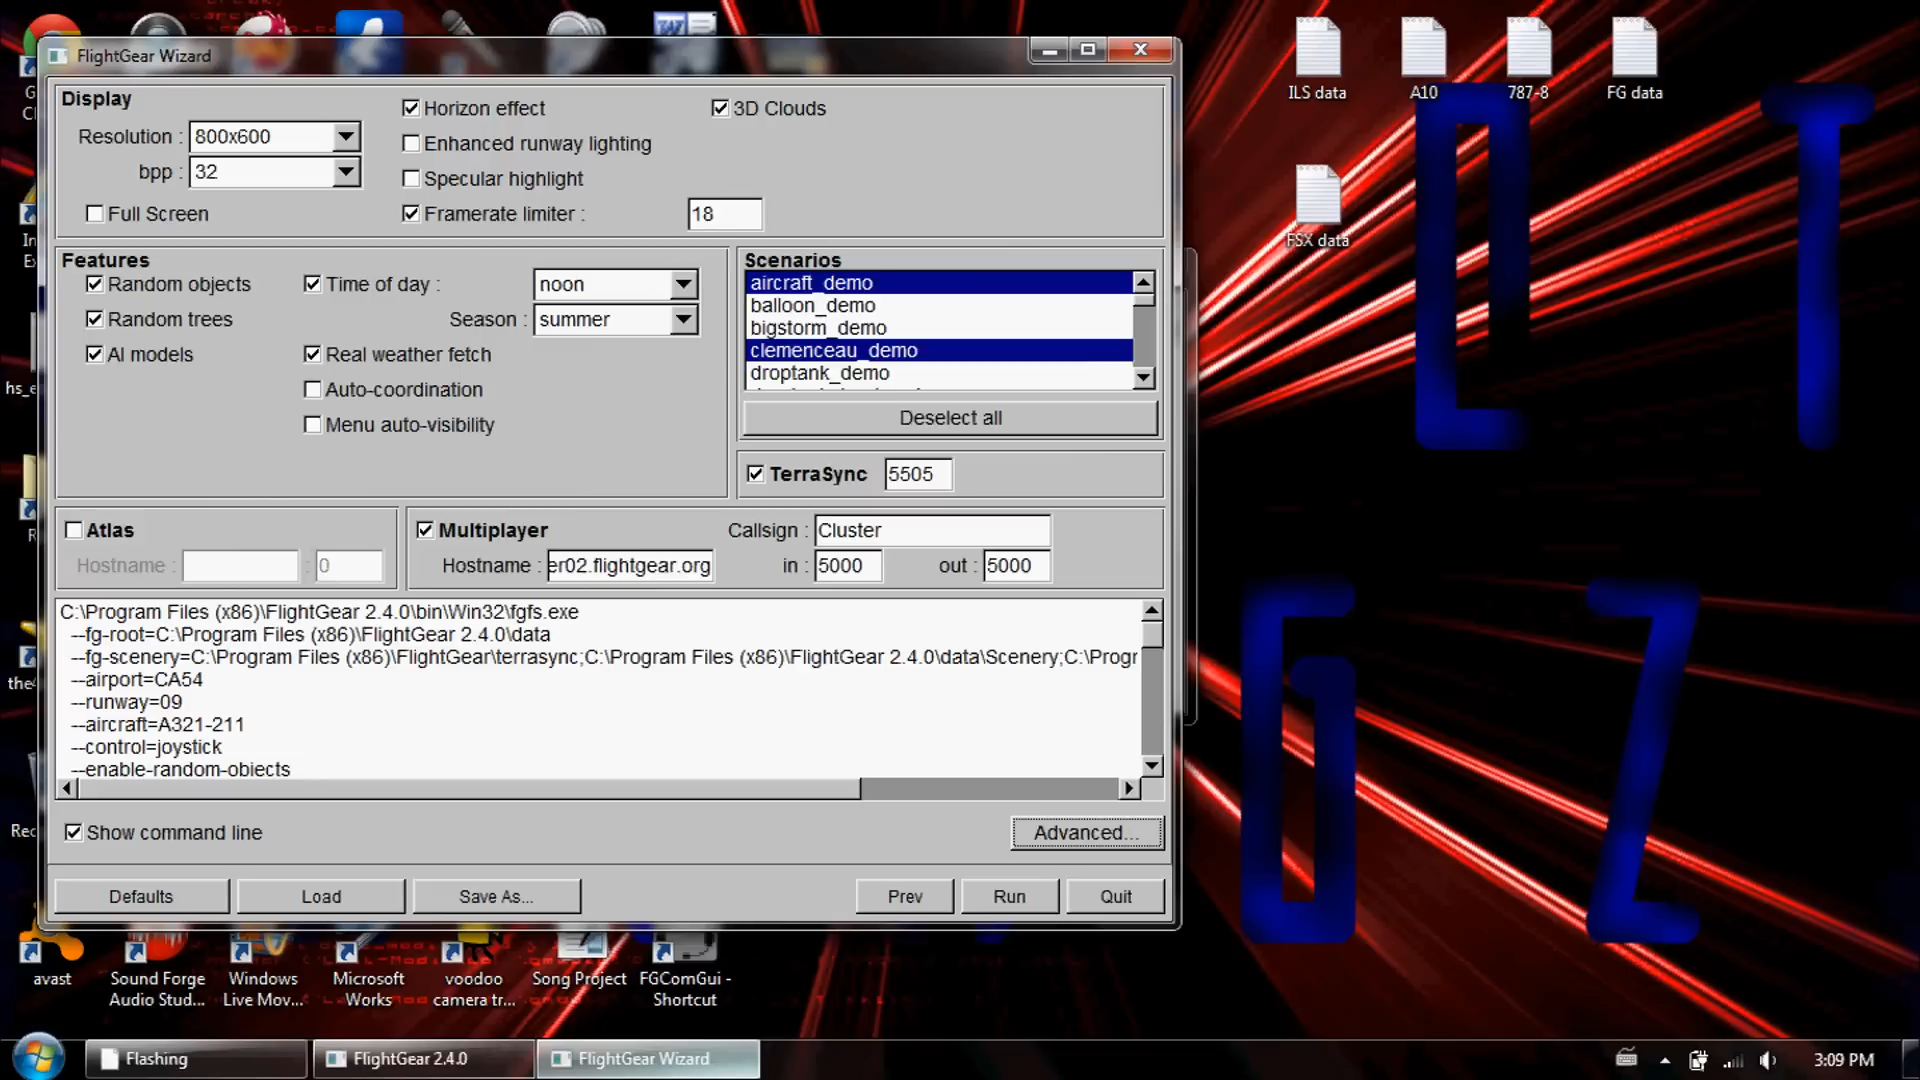 FlightGear Wizard
Display
Resolution : 800x600
bpp : 32
Full Screen
Horizon effect
Enhanced runway lighting
Specular highlight
Framerate limiter : 18
3D Clouds
Features
Random objects
Random trees
AI models
Time of day : noon
Season : summer
Real weather fetch
Auto-coordination
Menu auto-visibility
Scenarios
aircraft_demo
balloon_demo
bigstorm_demo
clemenceau_demo
droptank_demo
Deselect all
TerraSync 5505
Atlas
Hostname : : 0
Multiplayer
Callsign : Cluster
Hostname : er02.flightgear.org
in : 5000
out : 5000
C:\Program Files (x86)\FlightGear 2.4.0\bin\Win32\fgfs.exe
--fg-root=C:\Program Files (x86)\FlightGear 2.4.0\data
--fg-scenery=C:\Program Files (x86)\FlightGear\terrasync;C:\Program Files (x86)\FlightGear 2.4.0\data\Scenery;C:\Progr
--airport=CA54
--runway=09
--aircraft=A321-211
--control=joystick
--enable-random-objects
Show command line
Advanced...
Defaults
Load
Save As...
Prev
Run
Quit
ILS data
A10
787-8
FG data
FSX data
hs_e
Rec
avast
Sound Forge
Audio Stud...
Windows
Live Mov...
Microsoft
Works
voodoo
camera tr...
Song Project
FGComGui -
Shortcut
Flashing
FlightGear 2.4.0
FlightGear Wizard
3:09 PM